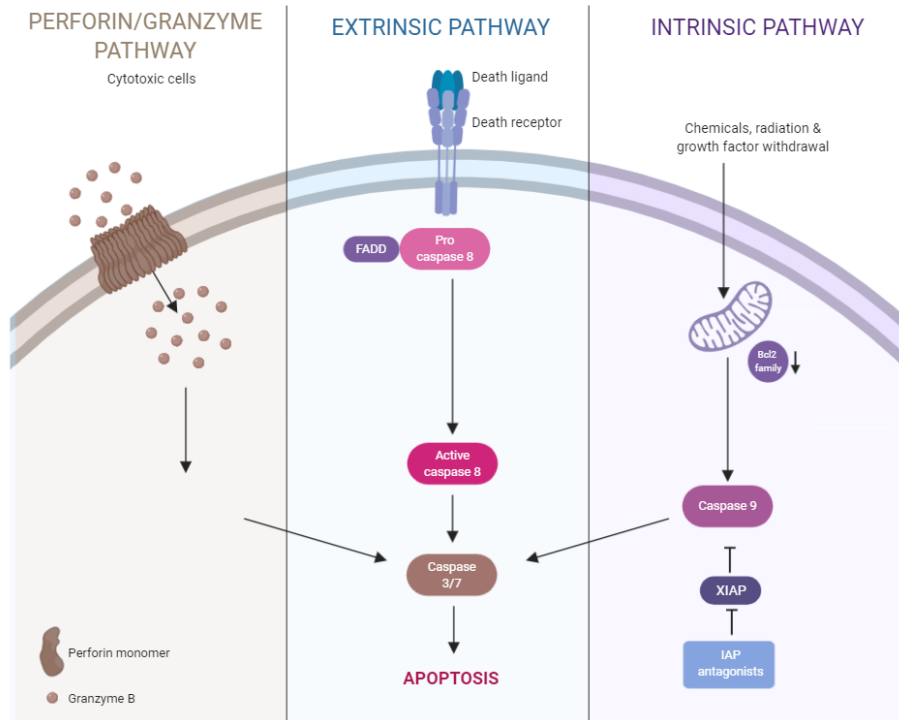 PERFORIN/GRANZYME
PATHWAY
Cytotoxic cells
Perforin monomer
Granzyme B
EXTRINSIC PATHWAY
Death ligand
Death receptor
FADD
Pro
caspase 8
Active
caspase 8
Caspase
3/7
APOPTOSIS
INTRINSIC PATHWAY
Chemicals, radiation &
growth factor withdrawal
Bcl2
family
Caspase 9
XIAP
IAP
antagonists